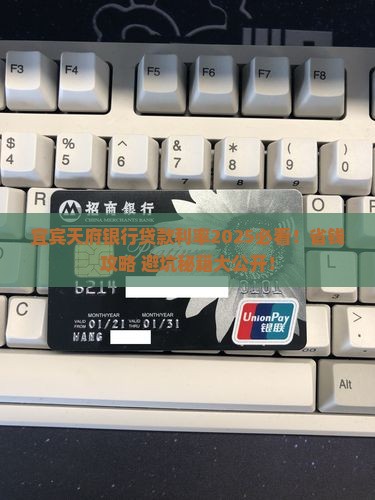 F3 F4 F5 F6 F7 F8
$ % ^ & * ( )
4 5 6 7 8 9 0
R
招商銀行
CHINA MERCHANTS BANK
宜宾天府银行贷款利率2025必看！省钱
攻略 避坑秘籍大公开！
6214
MONTH/YEAR MONTH/YEAR
VALID FROM 01/21 VALID THRU 01/31
WANG
UnionPay
银联
F
C
Alt